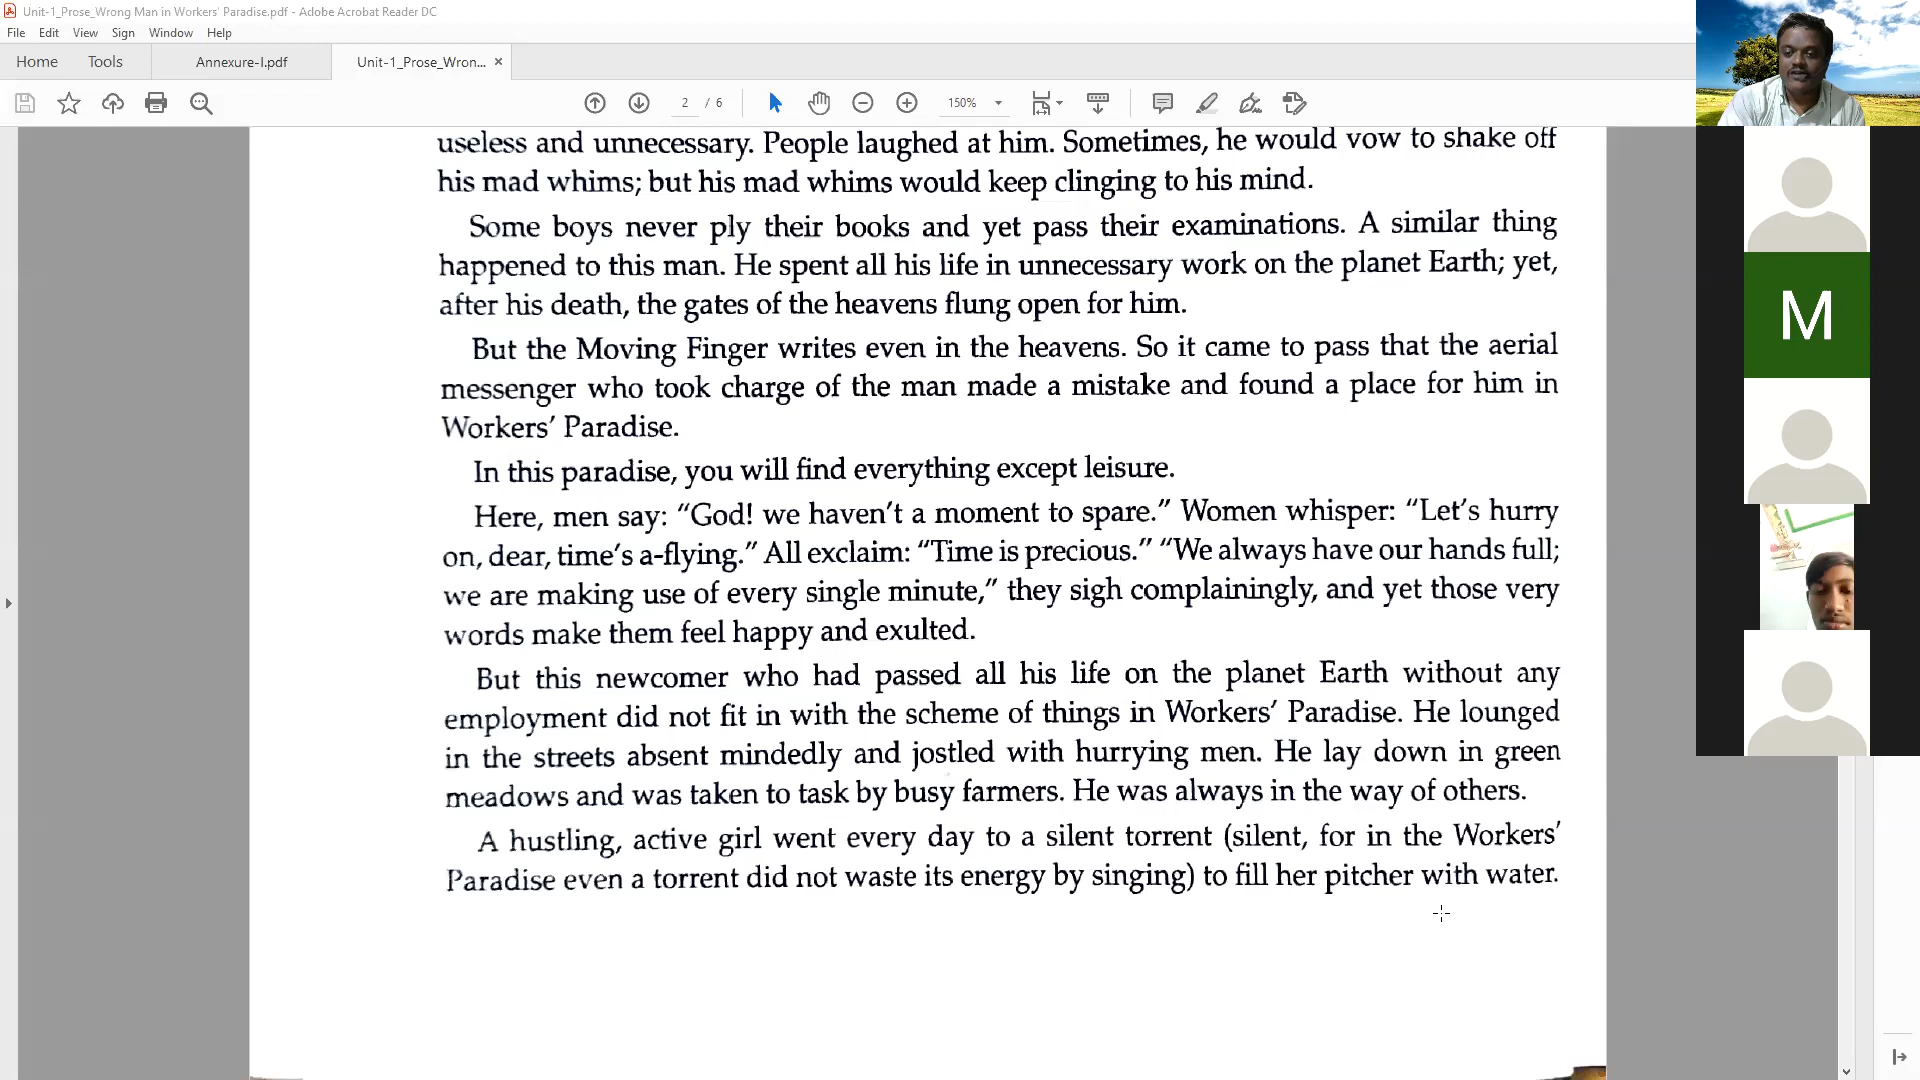 Unit-1_Prose_Wrong Man in Workers' Paradise.pdf - Adobe Acrobat Reader DC
File Edit View Sign Window Help
Home Tools Annexure-I.pdf Unit-1_Prose_Wron... ×
2 / 6 150%
useless and unnecessary. People laughed at him. Sometimes, he would vow to shake off
his mad whims; but his mad whims would keep clinging to his mind.
Some boys never ply their books and yet pass their examinations. A similar thing
happened to this man. He spent all his life in unnecessary work on the planet Earth; yet,
after his death, the gates of the heavens flung open for him.
But the Moving Finger writes even in the heavens. So it came to pass that the aerial
messenger who took charge of the man made a mistake and found a place for him in
Workers' Paradise.
In this paradise, you will find everything except leisure.
Here, men say: “God! we haven't a moment to spare.” Women whisper: “Let's hurry
on, dear, time's a-flying.” All exclaim: “Time is precious.” “We always have our hands full;
we are making use of every single minute,” they sigh complainingly, and yet those very
words make them feel happy and exulted.
But this newcomer who had passed all his life on the planet Earth without any
employment did not fit in with the scheme of things in Workers' Paradise. He lounged
in the streets absent mindedly and jostled with hurrying men. He lay down in green
meadows and was taken to task by busy farmers. He was always in the way of others.
A hustling, active girl went every day to a silent torrent (silent, for in the Workers'
Paradise even a torrent did not waste its energy by singing) to fill her pitcher with water.
M